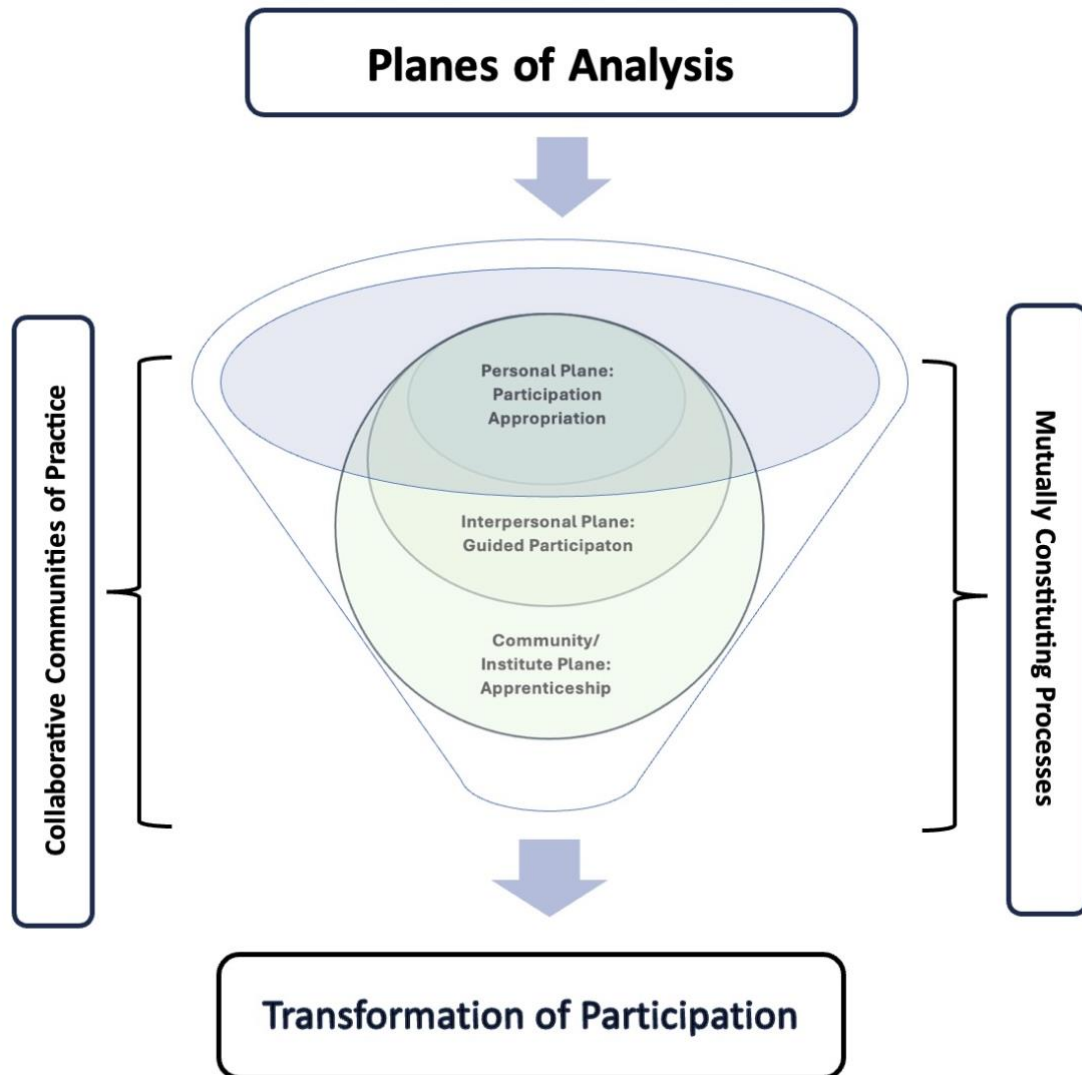 Planes of Analysis
Collaborative Communities of Practice
Personal Plane:
Participation
Appropriation
Interpersonal Plane:
Guided Participaton
Community/
Institute Plane:
Apprenticeship
Mutually Constituting Processes
Transformation of Participation